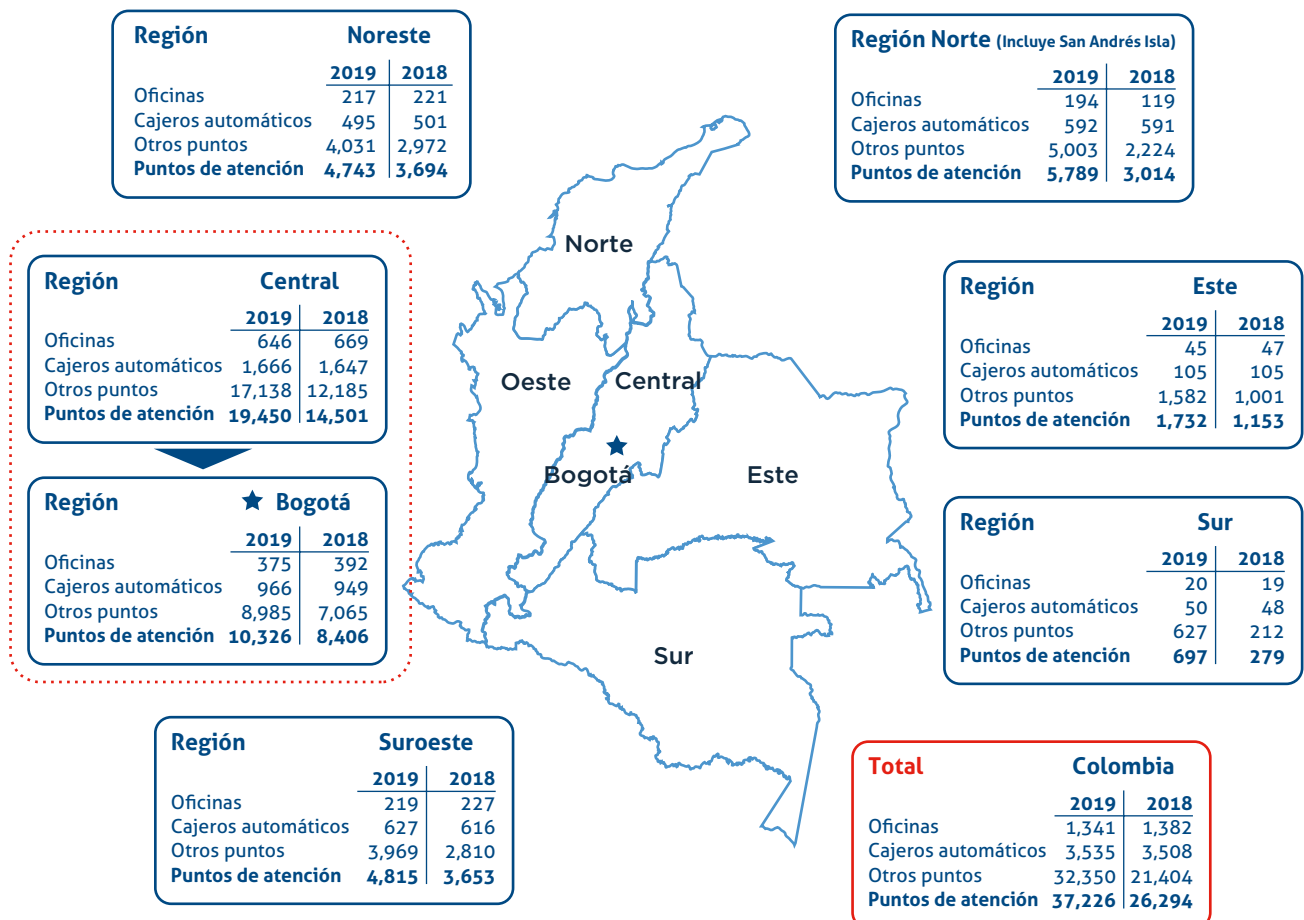 Región Noreste
2019 2018
Oficinas 217 221
Cajeros automáticos 495 501
Otros puntos 4,031 2,972
Puntos de atención 4,743 3,694
Región Norte (Incluye San Andrés Isla)
2019 2018
Oficinas 194 119
Cajeros automáticos 592 591
Otros puntos 5,003 2,224
Puntos de atención 5,789 3,014
Región Central
2019 2018
Oficinas 646 669
Cajeros automáticos 1,666 1,647
Otros puntos 17,138 12,185
Puntos de atención 19,450 14,501
Región Bogotá
2019 2018
Oficinas 375 392
Cajeros automáticos 966 949
Otros puntos 8,985 7,065
Puntos de atención 10,326 8,406
Norte
Oeste Central
Bogotá Este
Sur
Región Este
2019 2018
Oficinas 45 47
Cajeros automáticos 105 105
Otros puntos 1,582 1,001
Puntos de atención 1,732 1,153
Región Sur
2019 2018
Oficinas 20 19
Cajeros automáticos 50 48
Otros puntos 627 212
Puntos de atención 697 279
Región Suroeste
2019 2018
Oficinas 219 227
Cajeros automáticos 627 616
Otros puntos 3,969 2,810
Puntos de atención 4,815 3,653
Total Colombia
2019 2018
Oficinas 1,341 1,382
Cajeros automáticos 3,535 3,508
Otros puntos 32,350 21,404
Puntos de atención 37,226 26,294